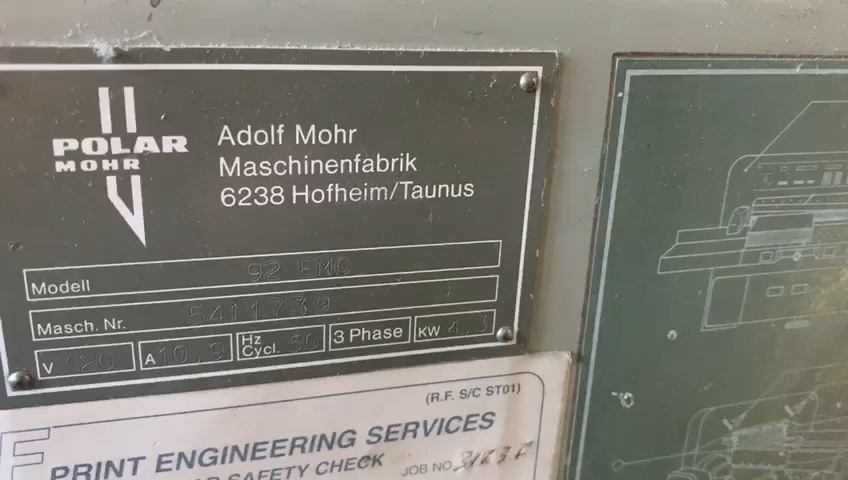 POLAR
MOHR
Adolf Mohr
Maschinenfabrik
6238 Hofheim/Taunus
Modell 92 EMC
Masch. Nr. 5411739
V A 10,9 Hz Cycl. 50 3 Phase KW 4,3
(R.F. S/C ST01)
PRINT ENGINEERING SERVICES
SAFETY CHECK JOB NO.